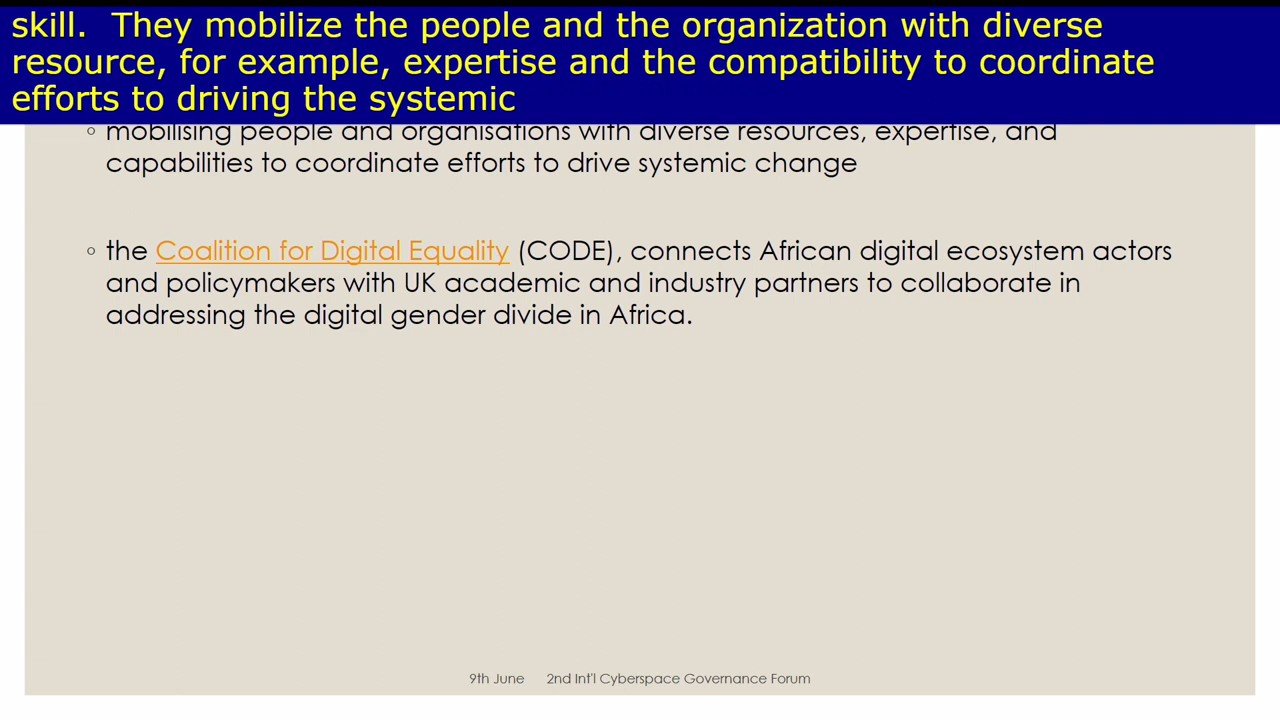 skill.  They mobilize the people and the organization with diverse
resource, for example, expertise and the compatibility to coordinate
efforts to driving the systemic
◦ mobilising people and organisations with diverse resources, expertise, and
capabilities to coordinate efforts to drive systemic change
◦ the Coalition for Digital Equality (CODE), connects African digital ecosystem actors
and policymakers with UK academic and industry partners to collaborate in
addressing the digital gender divide in Africa.
9th June 2nd Int'l Cyberspace Governance Forum